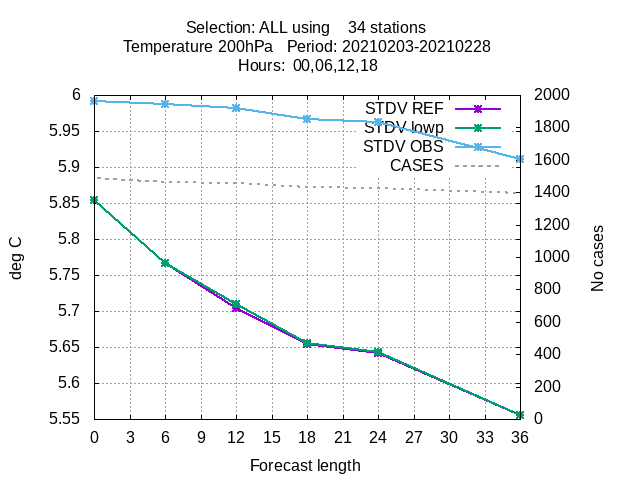 Selection: ALL using 34 stations
Temperature 200hPa Period: 20210203-20210228
Hours: 00,06,12,18
6
5.95
5.9
5.85
5.8
5.75
5.7
5.65
5.6
5.55
deg C
STDV REF
STDV lowp
STDV OBS
CASES
2000
1800
1600
1400
1200
1000
800
600
400
200
0
No cases
0 3 6 9 12 15 18 21 24 27 30 33 36
Forecast length